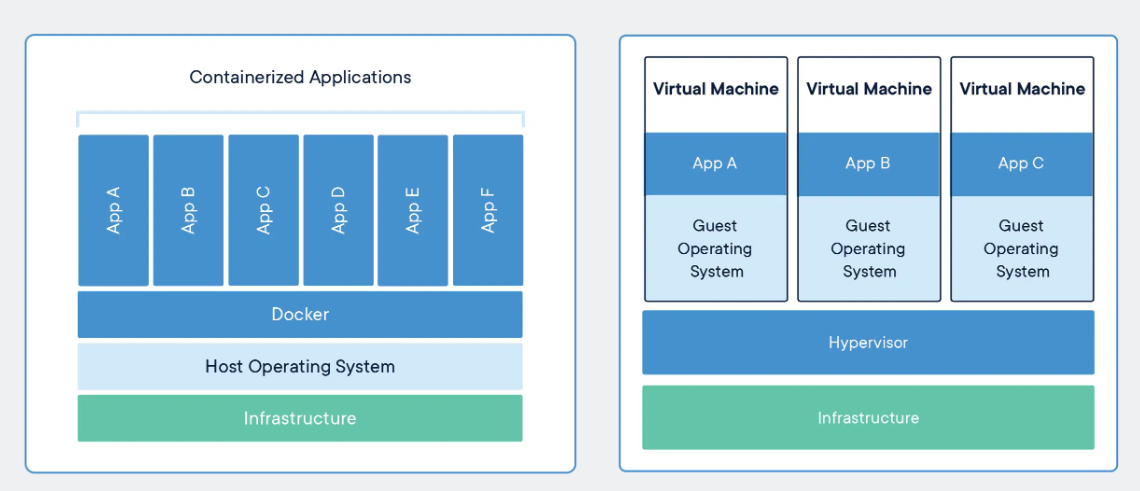 Containerized Applications
App A
App B
App C
App D
App E
App F
Docker
Host Operating System
Infrastructure
Virtual Machine
App A
Guest
Operating
System
Virtual Machine
App B
Guest
Operating
System
Virtual Machine
App C
Guest
Operating
System
Hypervisor
Infrastructure